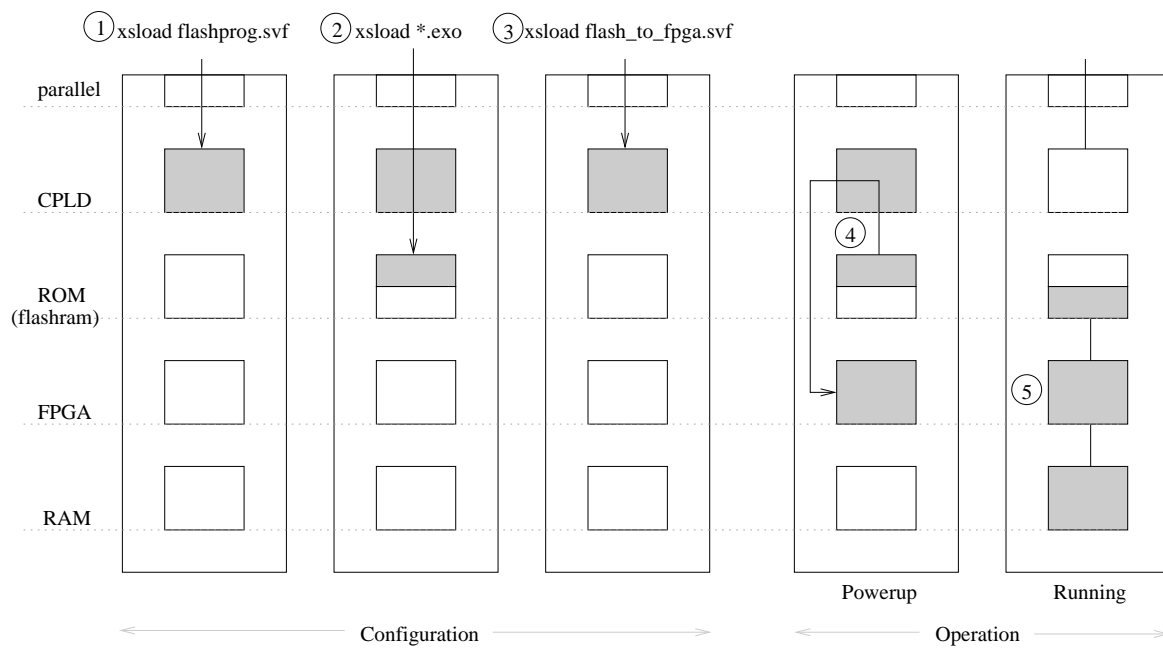 1 xsload flashprog.svf
2 xsload *.exo
3 xsload flash_to_fpga.svf
parallel
CPLD
4
ROM
(flashram)
5
FPGA
RAM
Powerup
Running
Configuration
Operation